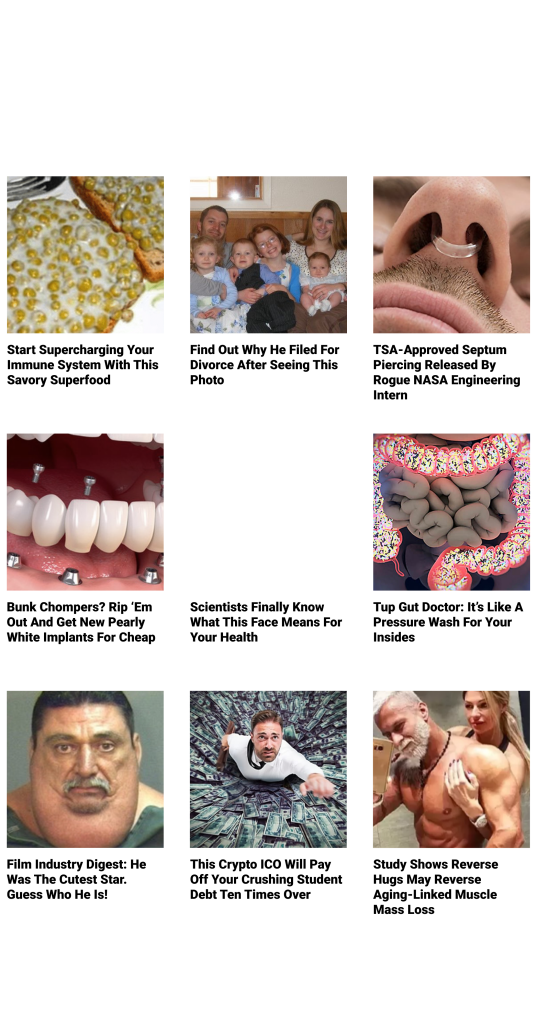 Start Supercharging Your
Immune System With This
Savory Superfood
Find Out Why He Filed For
Divorce After Seeing This
Photo
TSA-Approved Septum
Piercing Released By
Rogue NASA Engineering
Intern
Bunk Chompers? Rip ‘Em
Out And Get New Pearly
White Implants For Cheap
Scientists Finally Know
What This Face Means For
Your Health
Tup Gut Doctor: It’s Like A
Pressure Wash For Your
Insides
Film Industry Digest: He
Was The Cutest Star.
Guess Who He Is!
This Crypto ICO Will Pay
Off Your Crushing Student
Debt Ten Times Over
Study Shows Reverse
Hugs May Reverse
Aging-Linked Muscle
Mass Loss